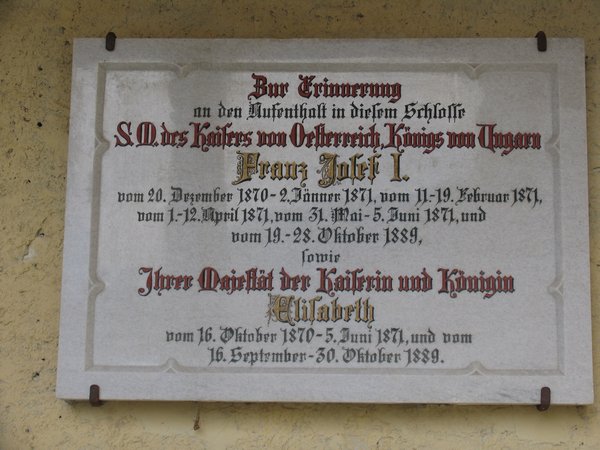 Zur Erinnerung
an den Aufenthalt in diesem Schlosse
S.M. des Kaisers von Oesterreich, Königs von Ungarn
Franz Josef I.
vom 20. Dezember 1870-2. Jänner 1871, vom 11.-19. Februar 1871,
vom 1.-12. April 1871, vom 31. Mai-5. Juni 1871, und
vom 19.-28. Oktober 1889,
sowie
Ihrer Majestät der Kaiserin und Königin
Elisabeth
vom 16. Oktober 1870-5. Juni 1871, und vom
16. September-30. Oktober 1889.